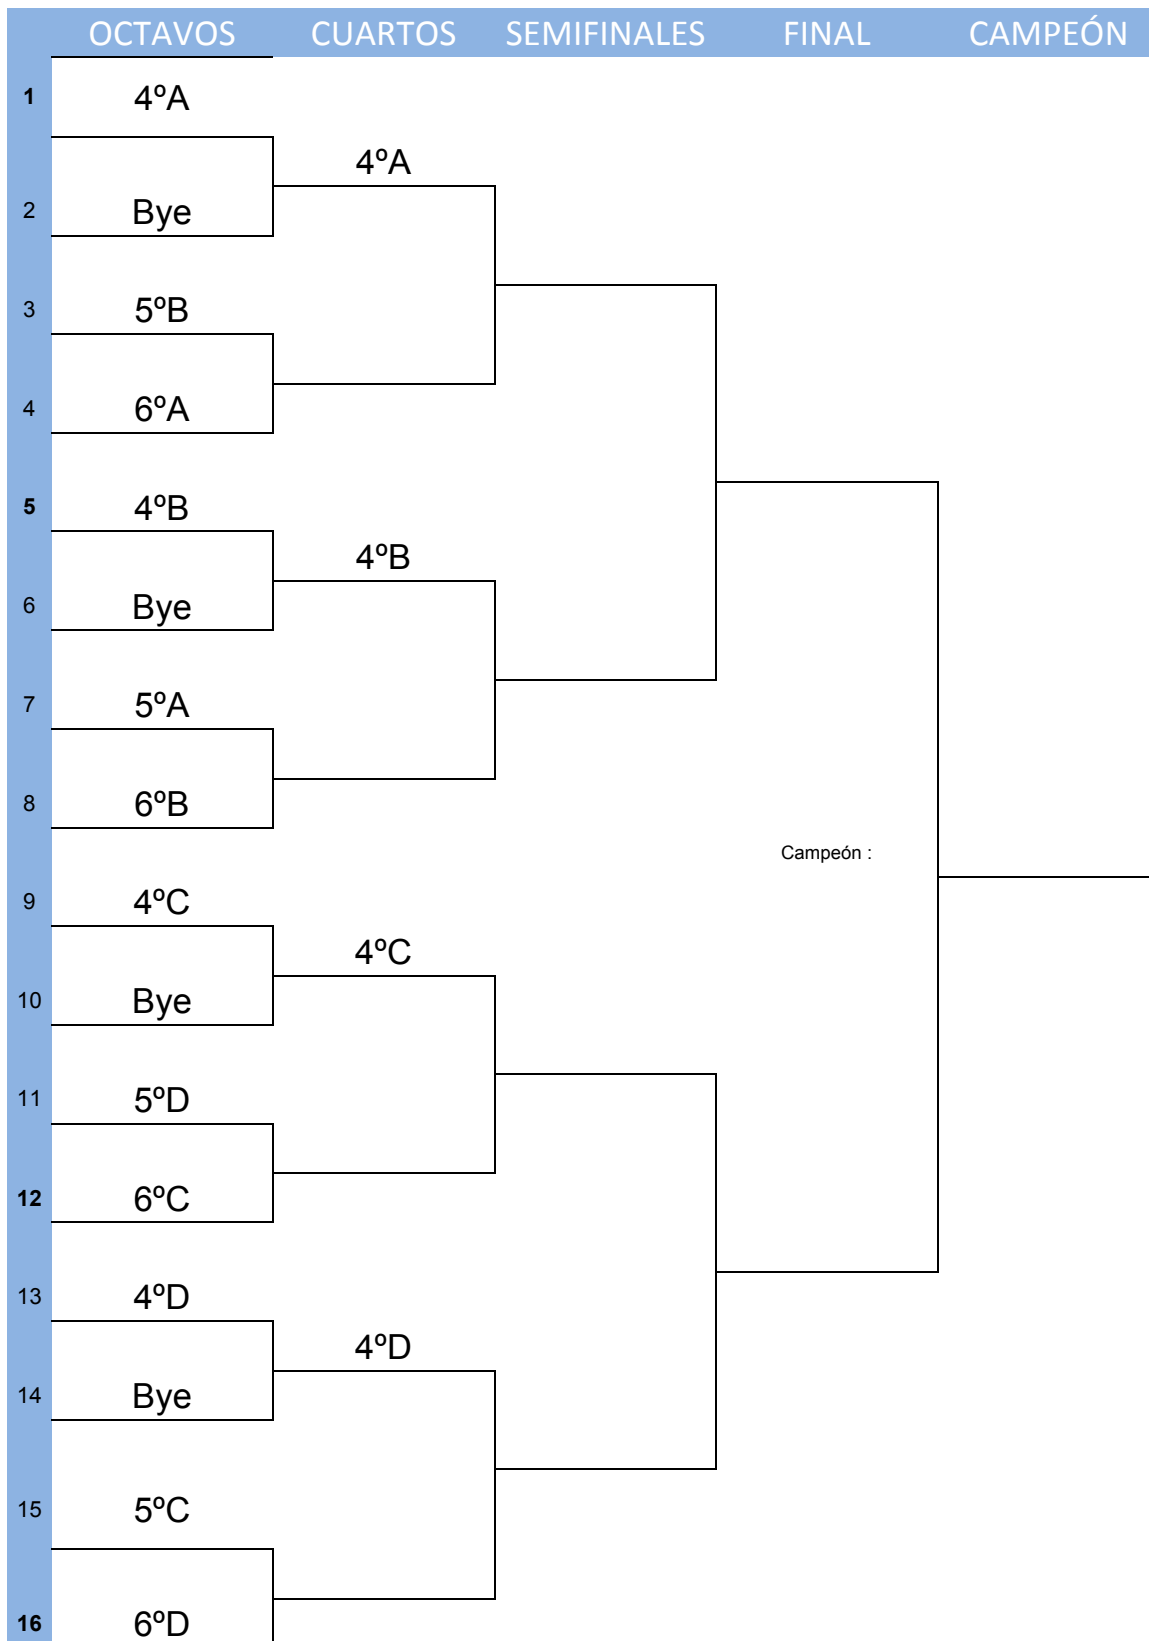 OCTAVOS CUARTOS SEMIFINALES FINAL CAMPEÓN
1 4ºA
4ºA
2 Bye
3 5ºB
4 6ºA
5 4ºB
4ºB
6 Bye
7 5ºA
8 6ºB
Campeón :
9 4ºC
4ºC
10 Bye
11 5ºD
12 6ºC
13 4ºD
4ºD
14 Bye
15 5ºC
16 6ºD